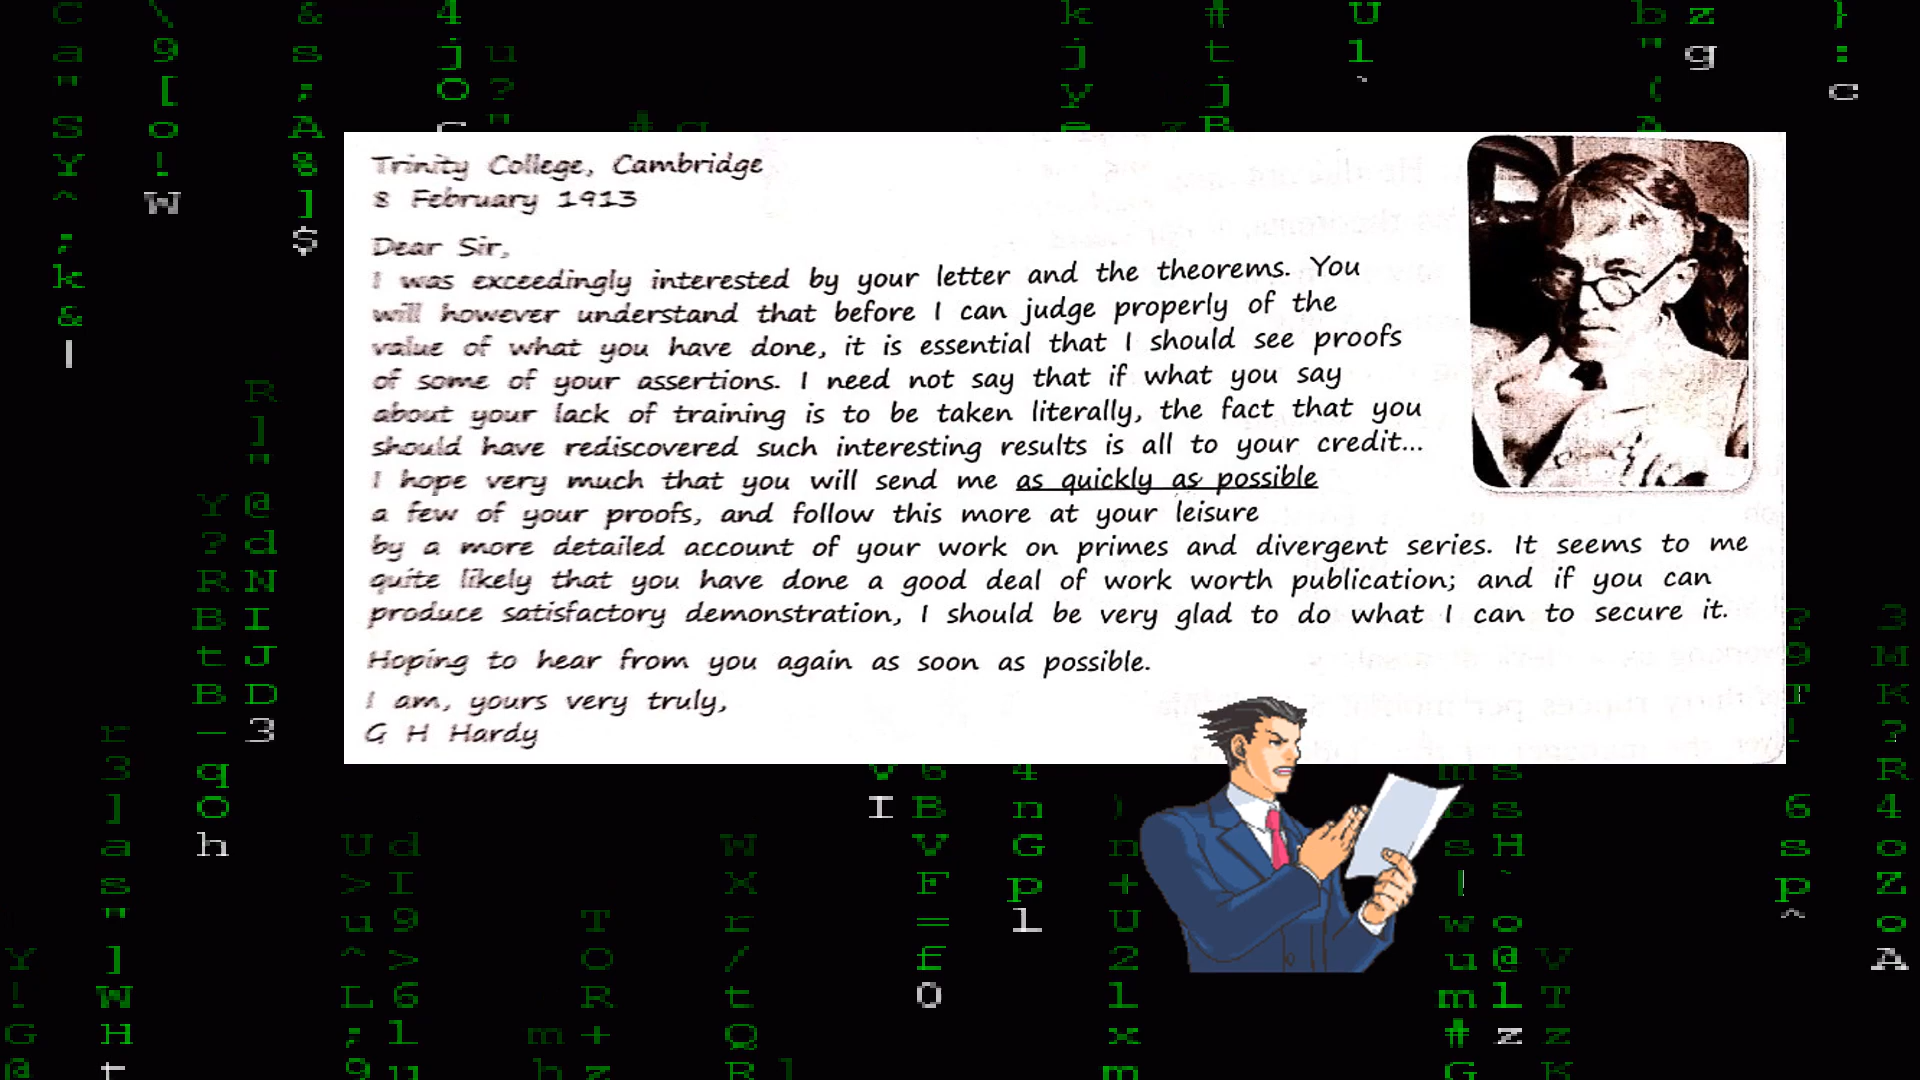 Trinity College, Cambridge
8 February 1913
Dear Sir,
I was exceedingly interested by your letter and the theorems. You
will however understand that before I can judge properly of the
value of what you have done, it is essential that I should see proofs
of some of your assertions. I need not say that if what you say
about your lack of training is to be taken literally, the fact that you
should have rediscovered such interesting results is all to your credit...
I hope very much that you will send me as quickly as possible
a few of your proofs, and follow this more at your leisure
by a more detailed account of your work on primes and divergent series. It seems to me
quite likely that you have done a good deal of work worth publication; and if you can
produce satisfactory demonstration, I should be very glad to do what I can to secure it.
Hoping to hear from you again as soon as possible.
I am, yours very truly,
G H Hardy